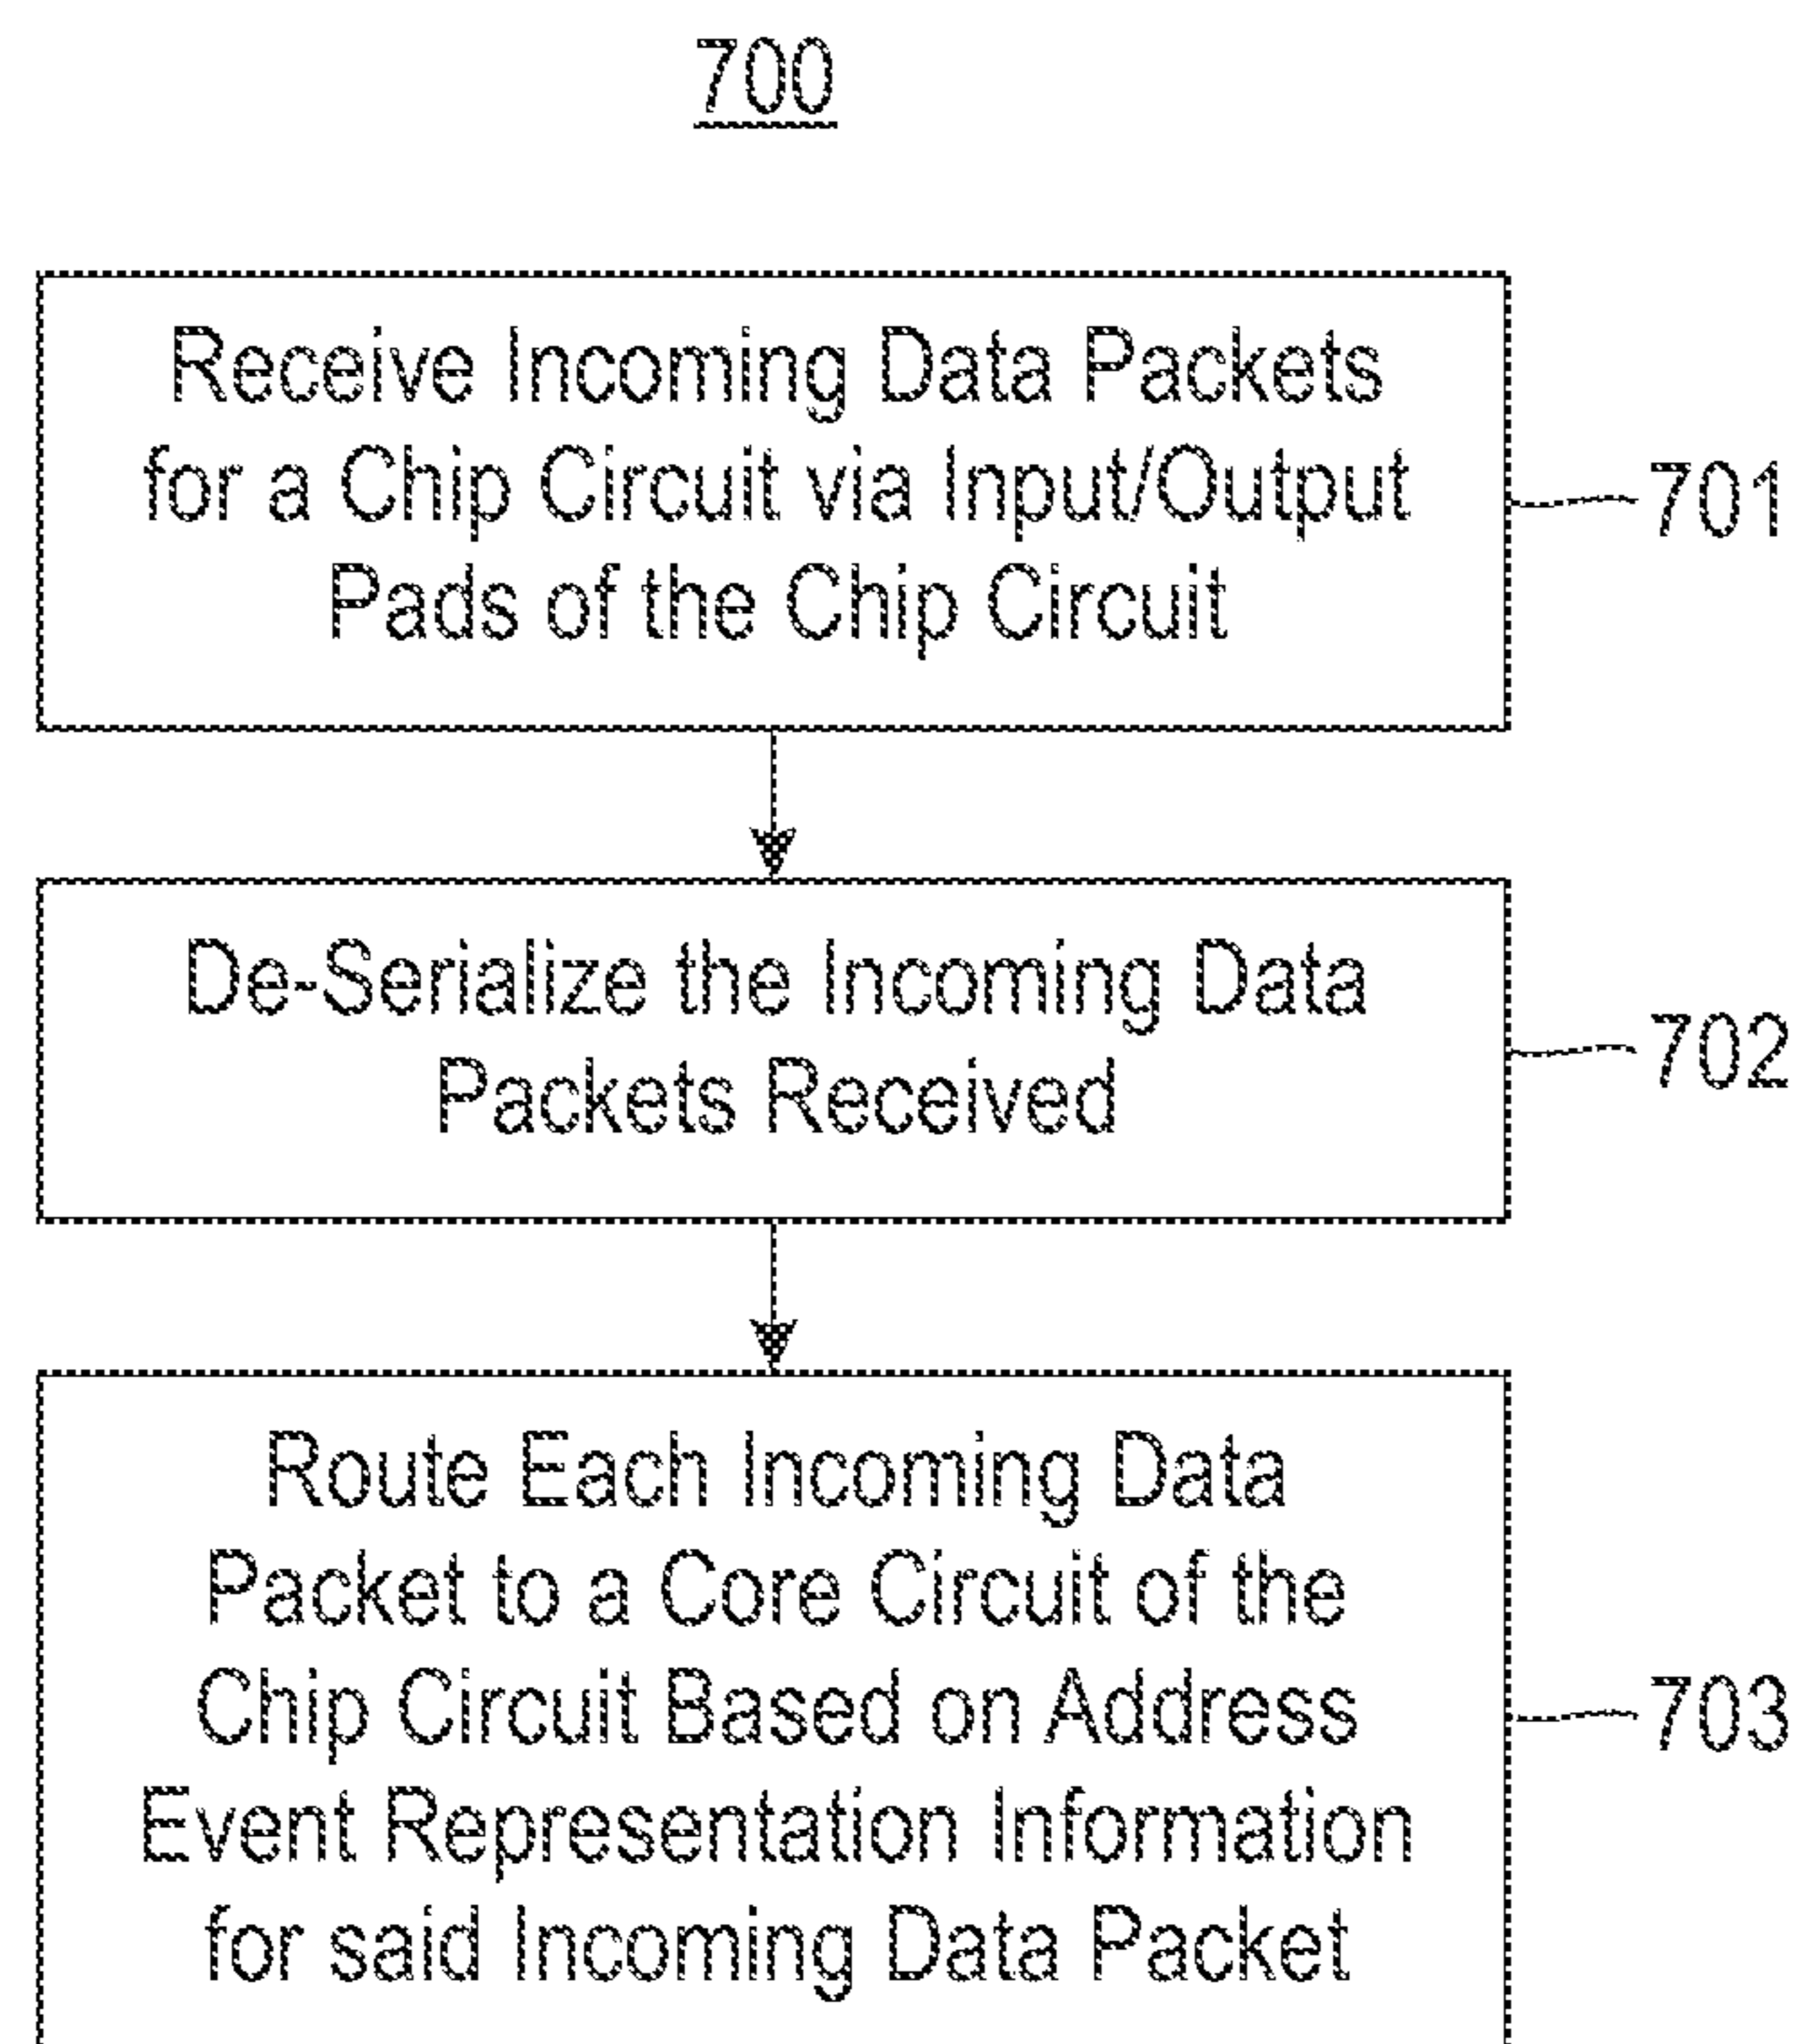 700
Receive Incoming Data Packets
for a Chip Circuit via Input/Output
Pads of the Chip Circuit
701
De-Serialize the Incoming Data
Packets Received
702
Route Each Incoming Data
Packet to a Core Circuit of the
Chip Circuit Based on Address
Event Representation Information
for said Incoming Data Packet
703